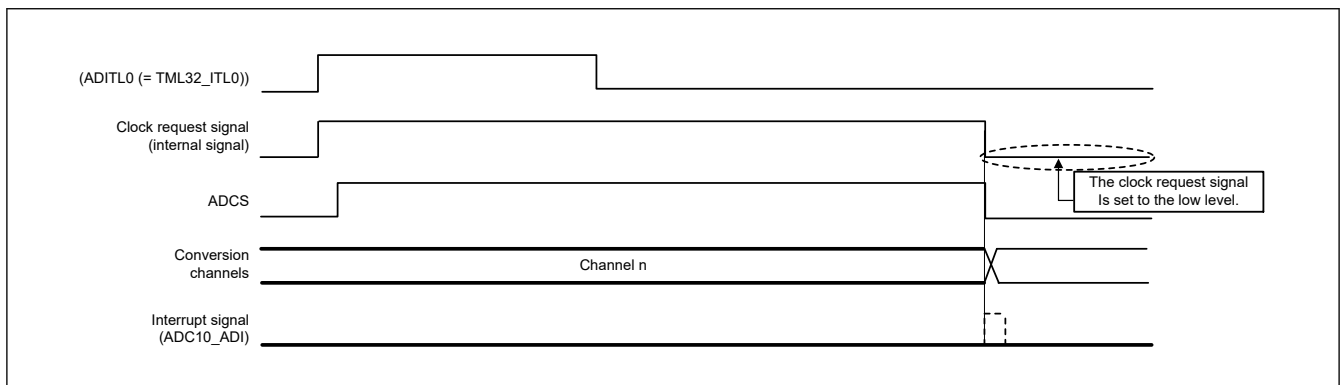 (ADITL0 (= TML32_ITL0))
Clock request signal
(internal signal)
The clock request signal
Is set to the low level.
ADCS
Conversion
channels
Channel n
Interrupt signal
(ADC10_ADI)